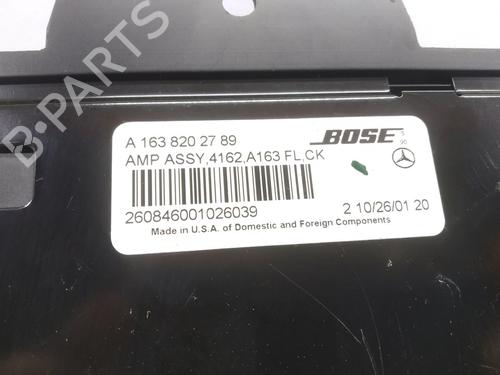 B-PARTS
A 163 820 27 89
BOSE
AMP ASSY,4162,A163 FL,CK
260846001026039
2 10/26/01 20
Made in U.S.A. of Domestic and Foreign Components